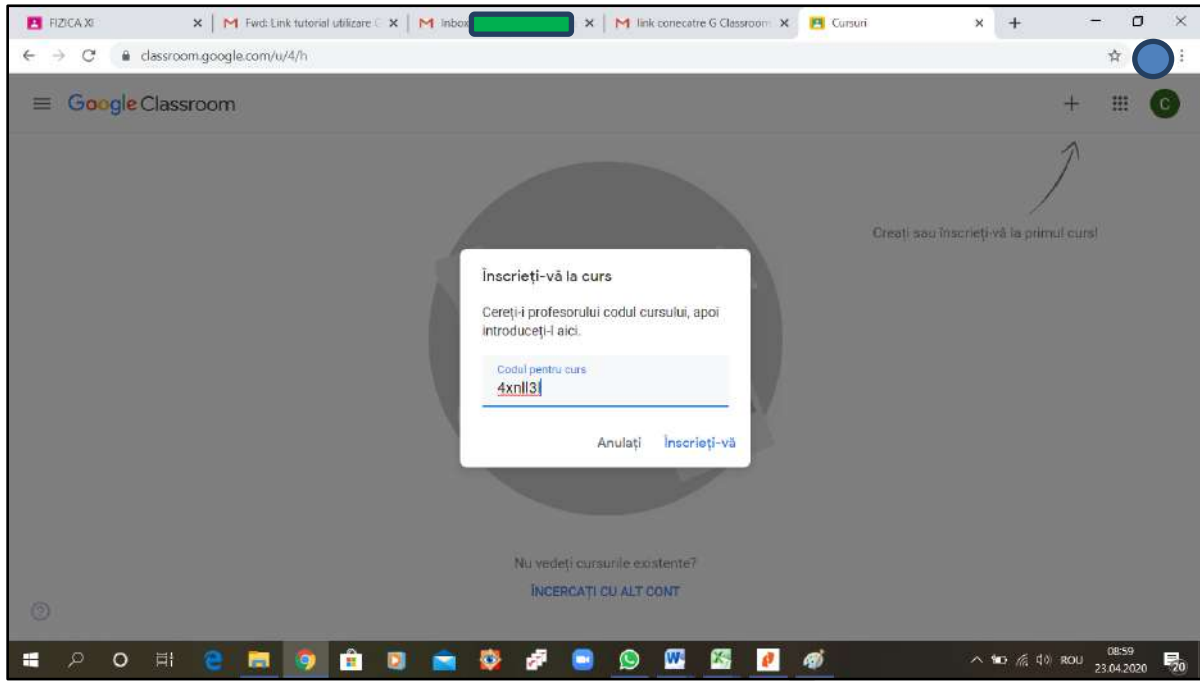 FIZICA XI
Fwd: Link tutorial utilizare
Inbox
link conecatre G Classroom
Cursuri
classroom.google.com/u/4/h
Google Classroom
C
Creați sau înscrieți-vă la primul curs!
Înscrieți-vă la curs
Cereți-i profesorului codul cursului, apoi
introduceți-l aici.
Codul pentru curs
Anulați Înscrieți-vă
Nu vedeți cursurile existente?
ÎNCERCAȚI CU ALT CONT
ROU
08:59
23.04.2020
20